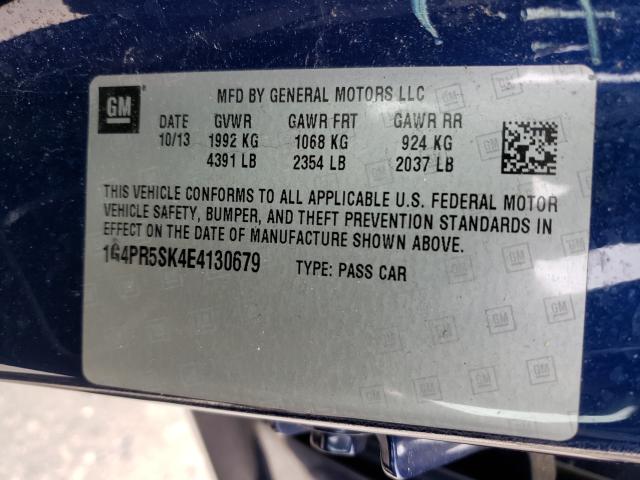 GM
MFD BY GENERAL MOTORS LLC
DATE GVWR GAWR FRT GAWR RR
10/13 1992 KG 1068 KG 924 KG
4391 LB 2354 LB 2037 LB
THIS VEHICLE CONFORMS TO ALL APPLICABLE U.S. FEDERAL MOTOR
VEHICLE SAFETY, BUMPER, AND THEFT PREVENTION STANDARDS IN
EFFECT ON THE DATE OF MANUFACTURE SHOWN ABOVE.
1G4PR5SK4E4130679 TYPE: PASS CAR